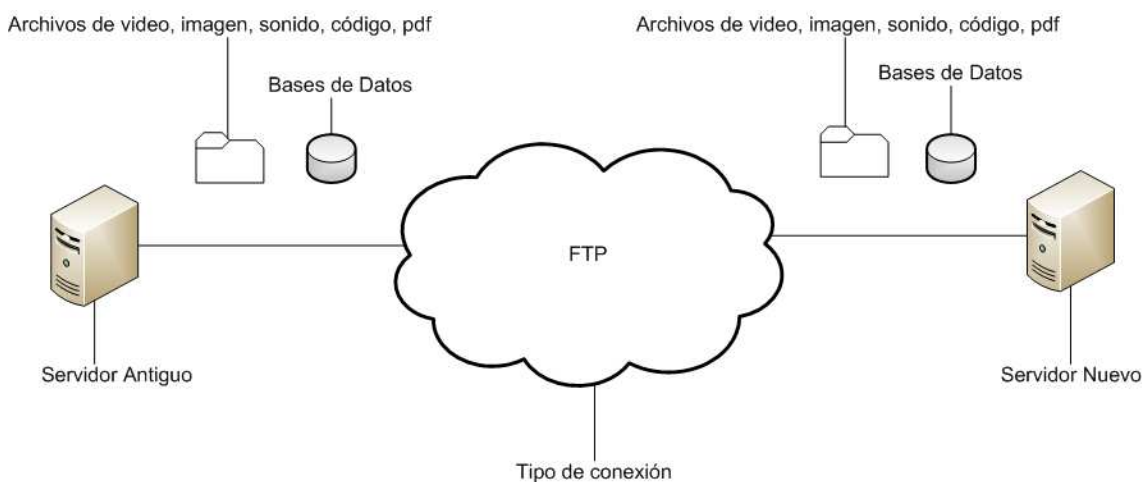 Archivos de video, imagen, sonido, código, pdf
Archivos de video, imagen, sonido, código, pdf
Bases de Datos
Bases de Datos
FTP
Servidor Antiguo
Servidor Nuevo
Tipo de conexión